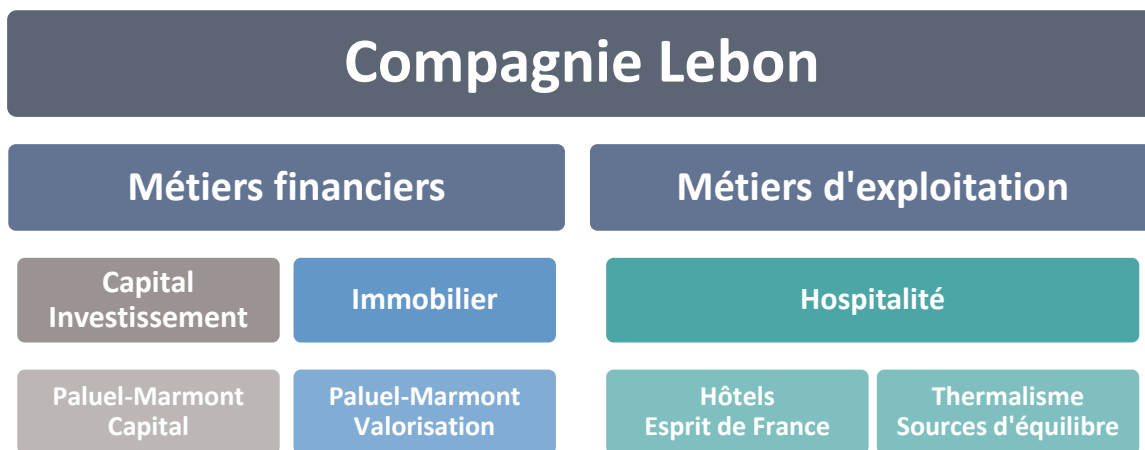 Compagnie Lebon
Métiers financiers
Métiers d'exploitation
Capital
Investissement
Immobilier
Hospitalité
Paluel-Marmont
Capital
Paluel-Marmont
Valorisation
Hôtels
Esprit de France
Thermalisme
Sources d'équilibre